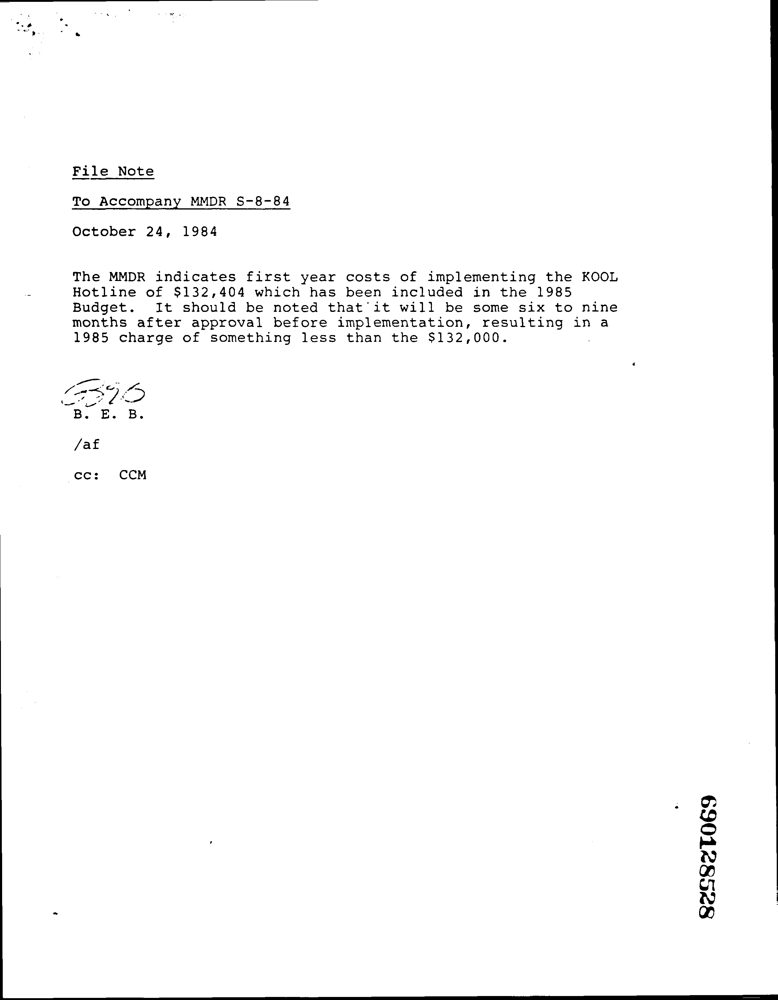 File Note
To Accompany MMDR S-8-84
October 24, 1984
The MMDR indicates first year costs of implementing the KOOL
Hotline of $132,404 which has been included in the 1985
Budget. It should be noted that it will be some six to nine
months after approval before implementation, resulting in a
1985 charge of something less than the $132,000.
B. E. B.
/af
cc: CCM
690128528